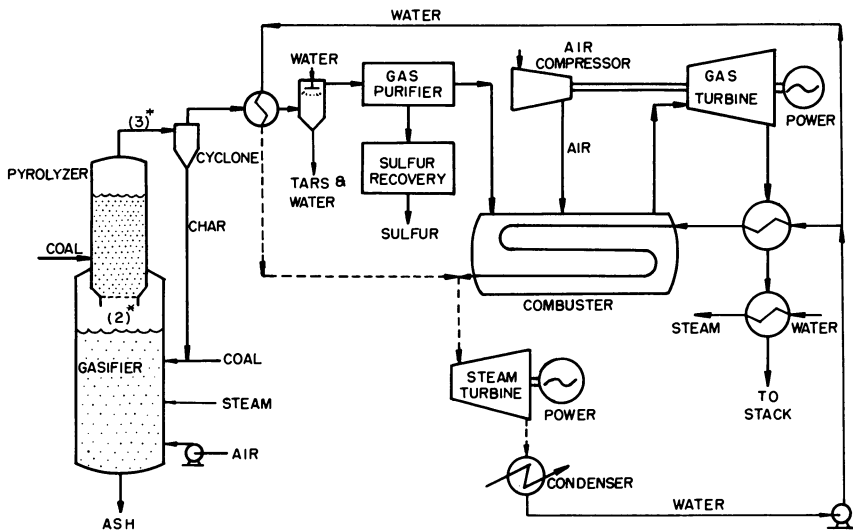 WATER
WATER
AIR
COMPRESSOR
GAS
TURBINE
POWER
GAS
PURIFIER
(3)*
CYCLONE
PYROLYZER
TARS &
WATER
SULFUR
RECOVERY
SULFUR
AIR
CHAR
COAL
COMBUSTER
(2)*
STEAM
WATER
GASIFIER
COAL
STEAM
TURBINE
POWER
TO
STACK
STEAM
AIR
CONDENSER
WATER
ASH